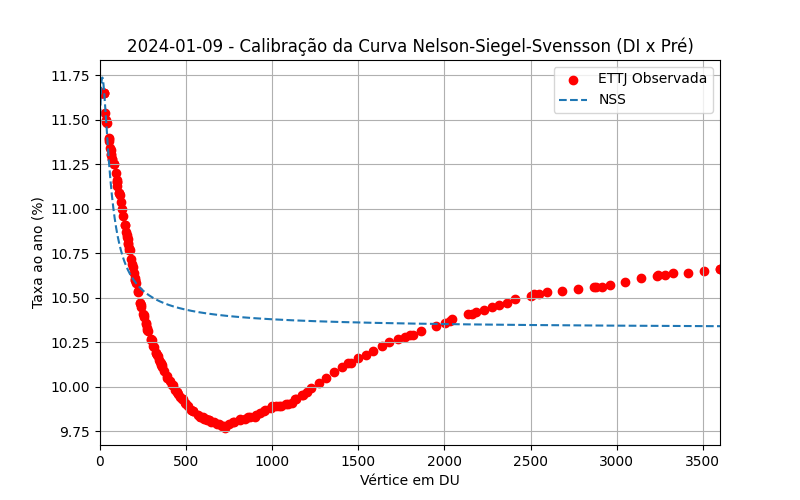 2024-01-09 - Calibração da Curva Nelson-Siegel-Svensson (DI x Pré)
ETTJ Observada
NSS
Taxa ao ano (%)
11.75
11.50
11.25
11.00
10.75
10.50
10.25
10.00
9.75
0 500 1000 1500 2000 2500 3000 3500
Vértice em DU